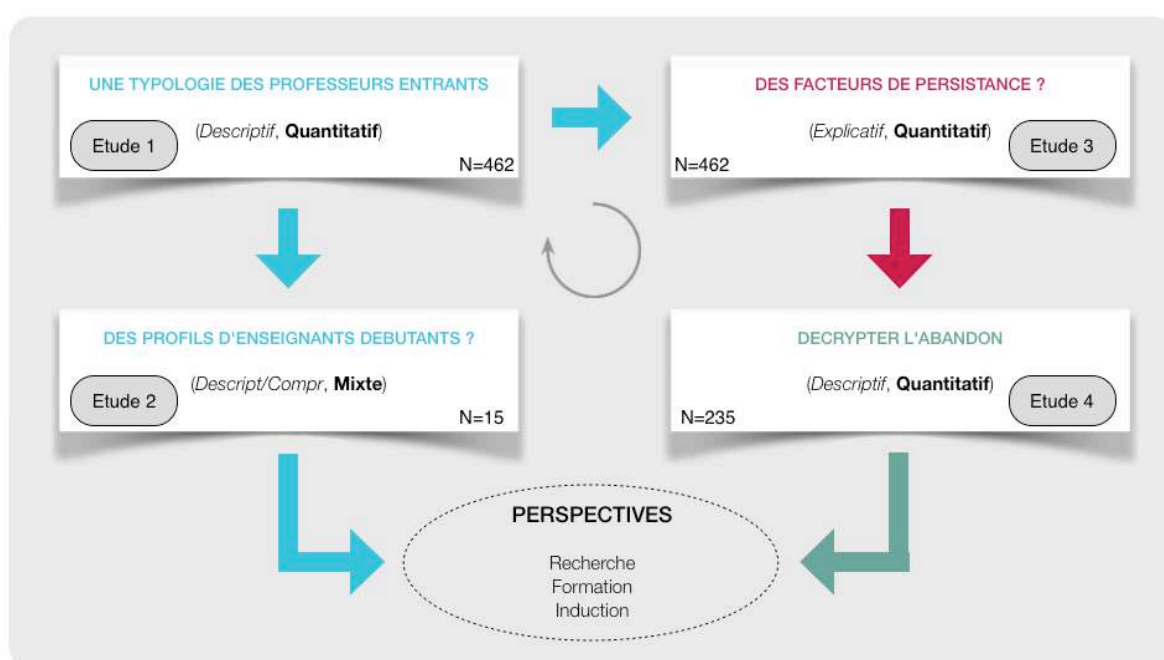 UNE TYPOLOGIE DES PROFESSEURS ENTRANTS
(Descriptif, Quantitatif)
Etude 1
N=462
DES FACTEURS DE PERSISTANCE ?
(Explicatif, Quantitatif)
Etude 3
N=462
DES PROFILS D'ENSEIGNANTS DEBUTANTS ?
(Descript/Compr, Mixte)
Etude 2
N=15
DECRYPTER L'ABANDON
(Descriptif, Quantitatif)
Etude 4
N=235
PERSPECTIVES
Recherche
Formation
Induction